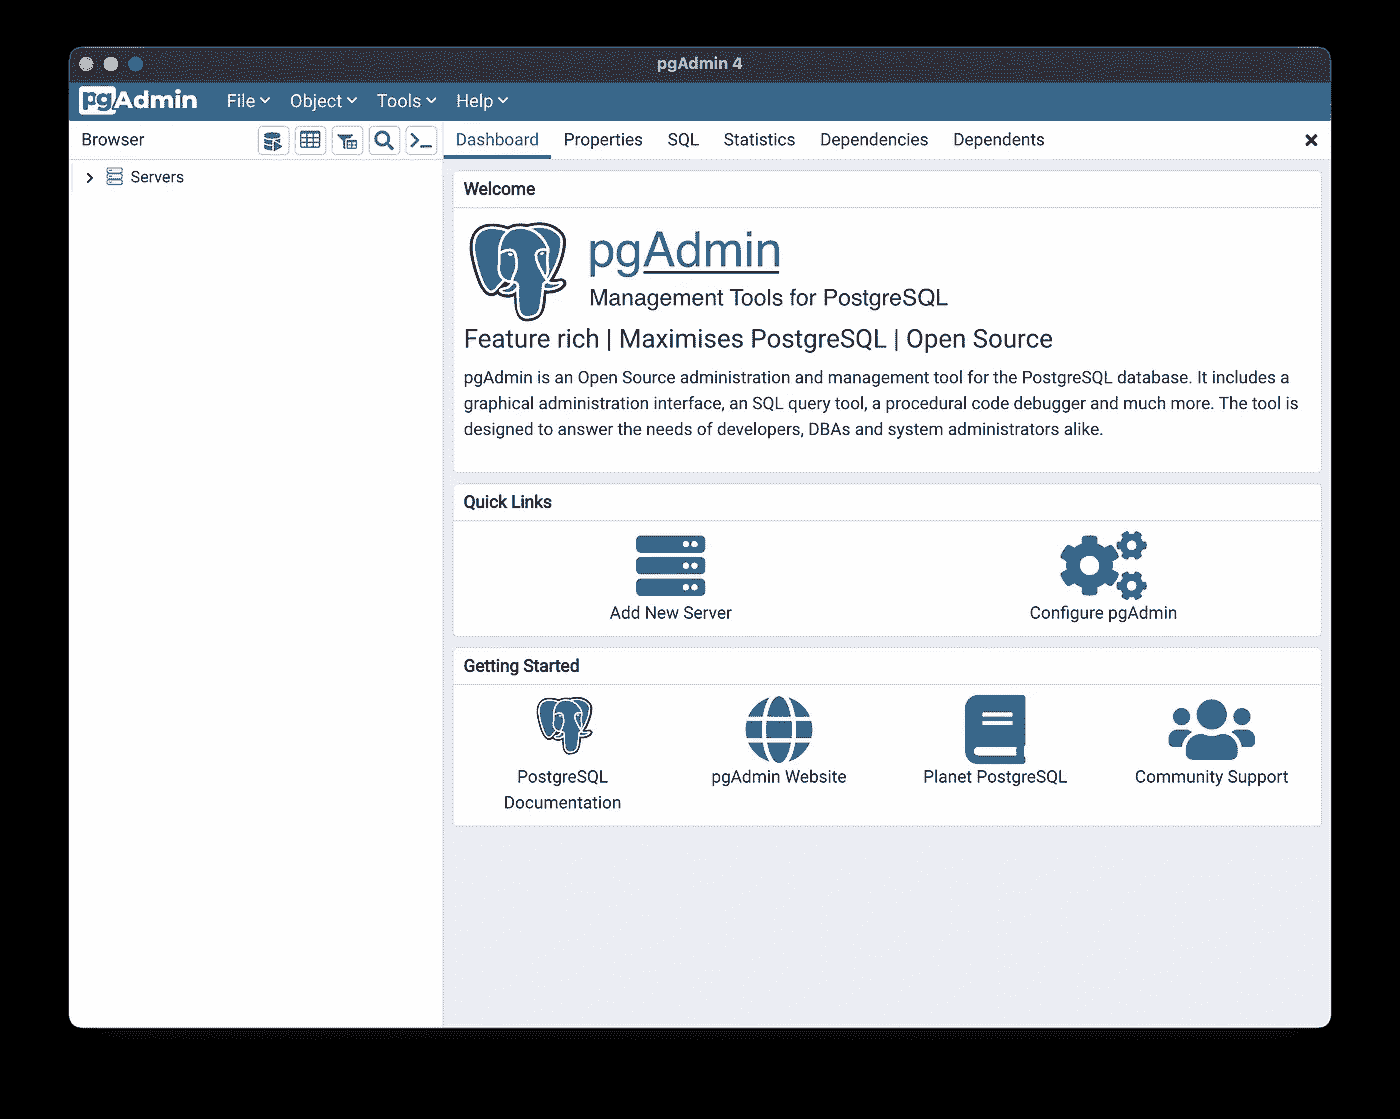 pgAdmin 4
pgAdmin File Object Tools Help
Browser
Dashboard Properties SQL Statistics Dependencies Dependents
Servers
Welcome
pgAdmin
Management Tools for PostgreSQL
Feature rich | Maximises PostgreSQL | Open Source
pgAdmin is an Open Source administration and management tool for the PostgreSQL database. It includes a
graphical administration interface, an SQL query tool, a procedural code debugger and much more. The tool is
designed to answer the needs of developers, DBAs and system administrators alike.
Quick Links
Add New Server
Configure pgAdmin
Getting Started
PostgreSQL
Documentation
pgAdmin Website
Planet PostgreSQL
Community Support